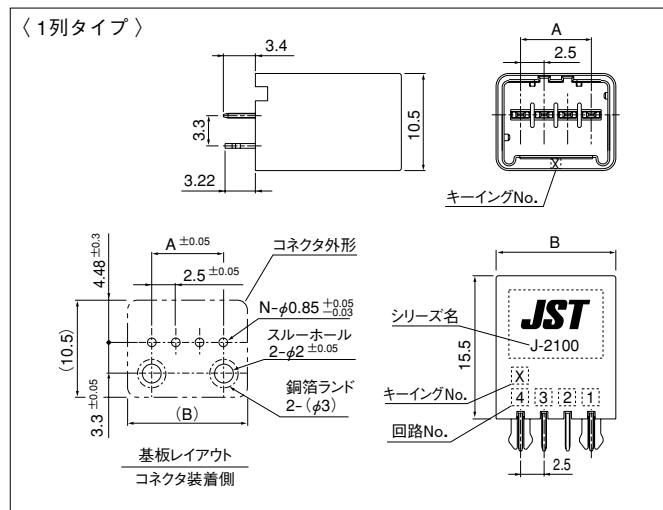 〈 1列タイプ 〉
3.4
3.3
3.22
10.5
A
2.5
X
キーイングNo.
4.48±0.3
A ±0.05
2.5 ±0.05
コネクタ外形
N-φ0.85 +0.05 -0.03
スルーホール
2-φ2 ±0.05
銅箔ランド
2-(φ3)
(10.5)
3.3±0.05
(B)
基板レイアウト
コネクタ装着側
B
15.5
シリーズ名
JST
J-2100
キーイングNo.
X
回路No.
4 3 2 1
2.5